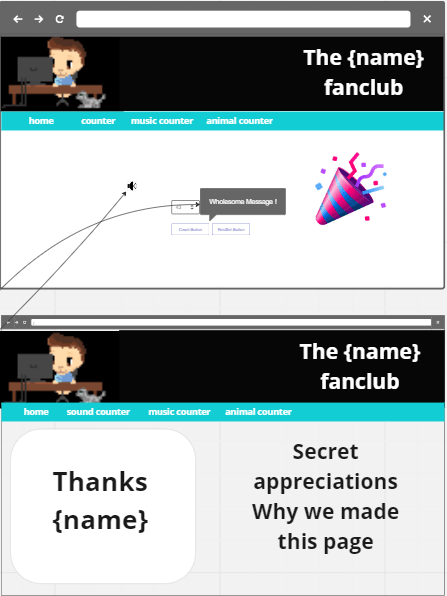 The {name}
fanclub
home counter music counter animal counter
Wholesome Message !
Count Button Restart Button
The {name}
fanclub
home sound counter music counter animal counter
Thanks
{name}
Secret
appreciations
Why we made
this page